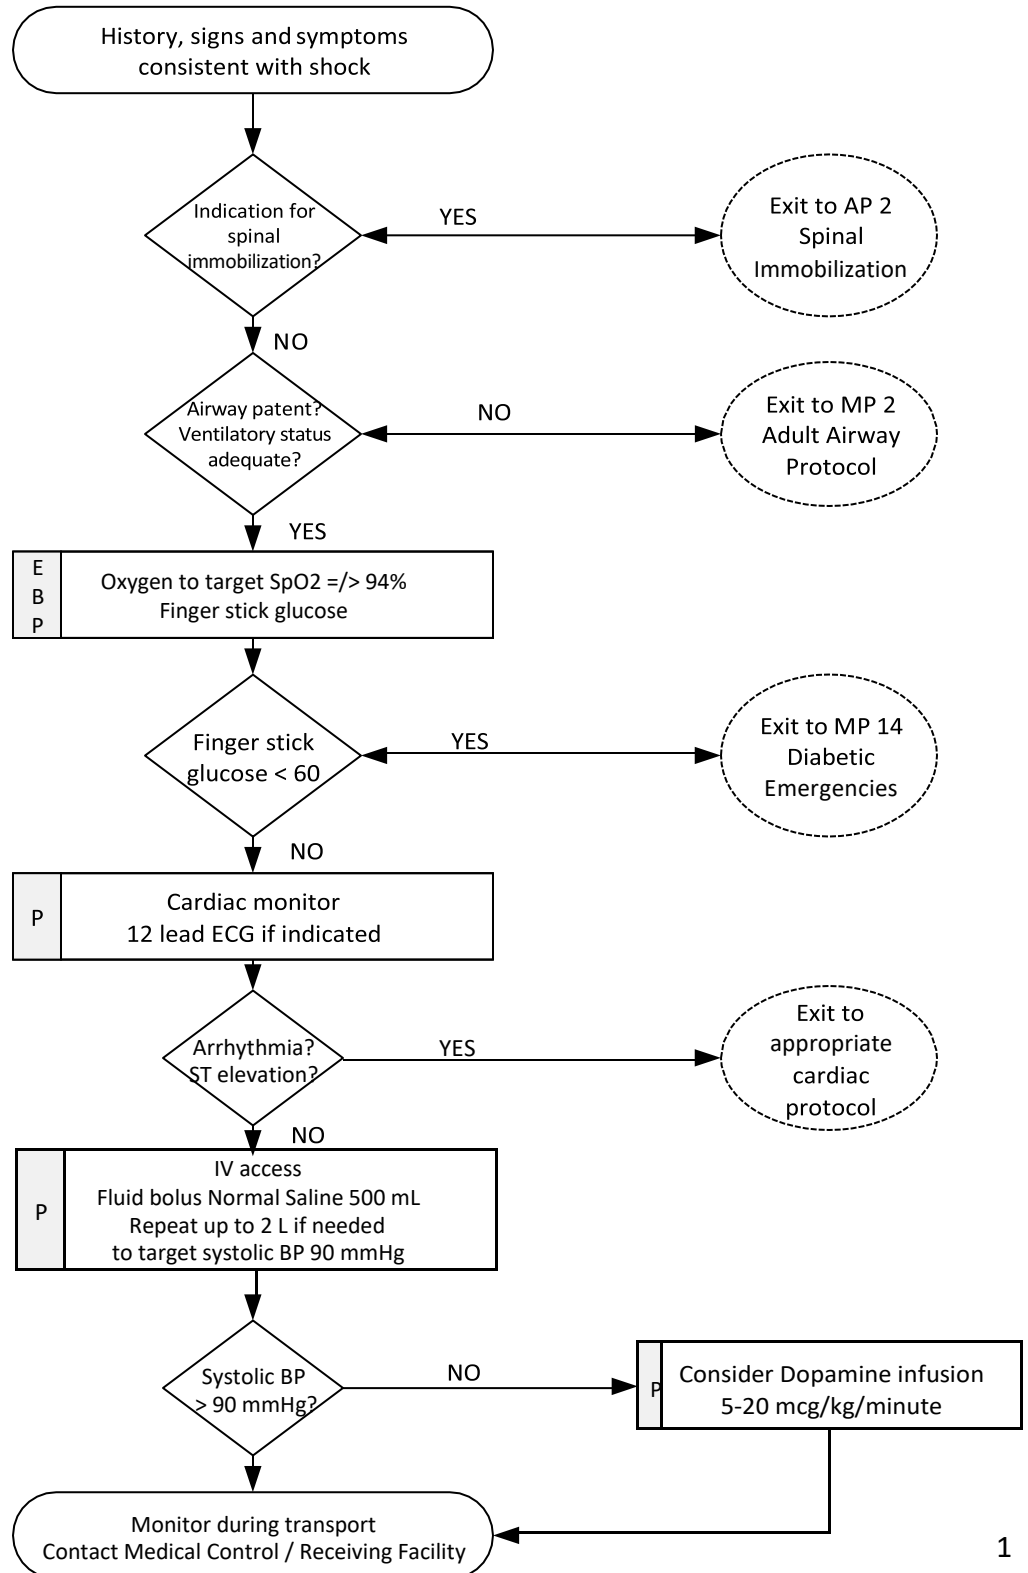 History, signs and symptoms
consistent with shock
Indication for
spinal
immobilization?
YES
Exit to AP 2
Spinal
Immobilization
NO
Airway patent?
Ventilatory status
adequate?
NO
Exit to MP 2
Adult Airway
Protocol
YES
E
B
P
Oxygen to target SpO2 =/> 94%
Finger stick glucose
Finger stick
glucose < 60
YES
Exit to MP 14
Diabetic
Emergencies
NO
P
Cardiac monitor
12 lead ECG if indicated
Arrhythmia?
ST elevation?
YES
Exit to
appropriate
cardiac
protocol
NO
P
IV access
Fluid bolus Normal Saline 500 mL
Repeat up to 2 L if needed
to target systolic BP 90 mmHg
Systolic BP
> 90 mmHg?
NO
P
Consider Dopamine infusion
5-20 mcg/kg/minute
Monitor during transport
Contact Medical Control / Receiving Facility
1